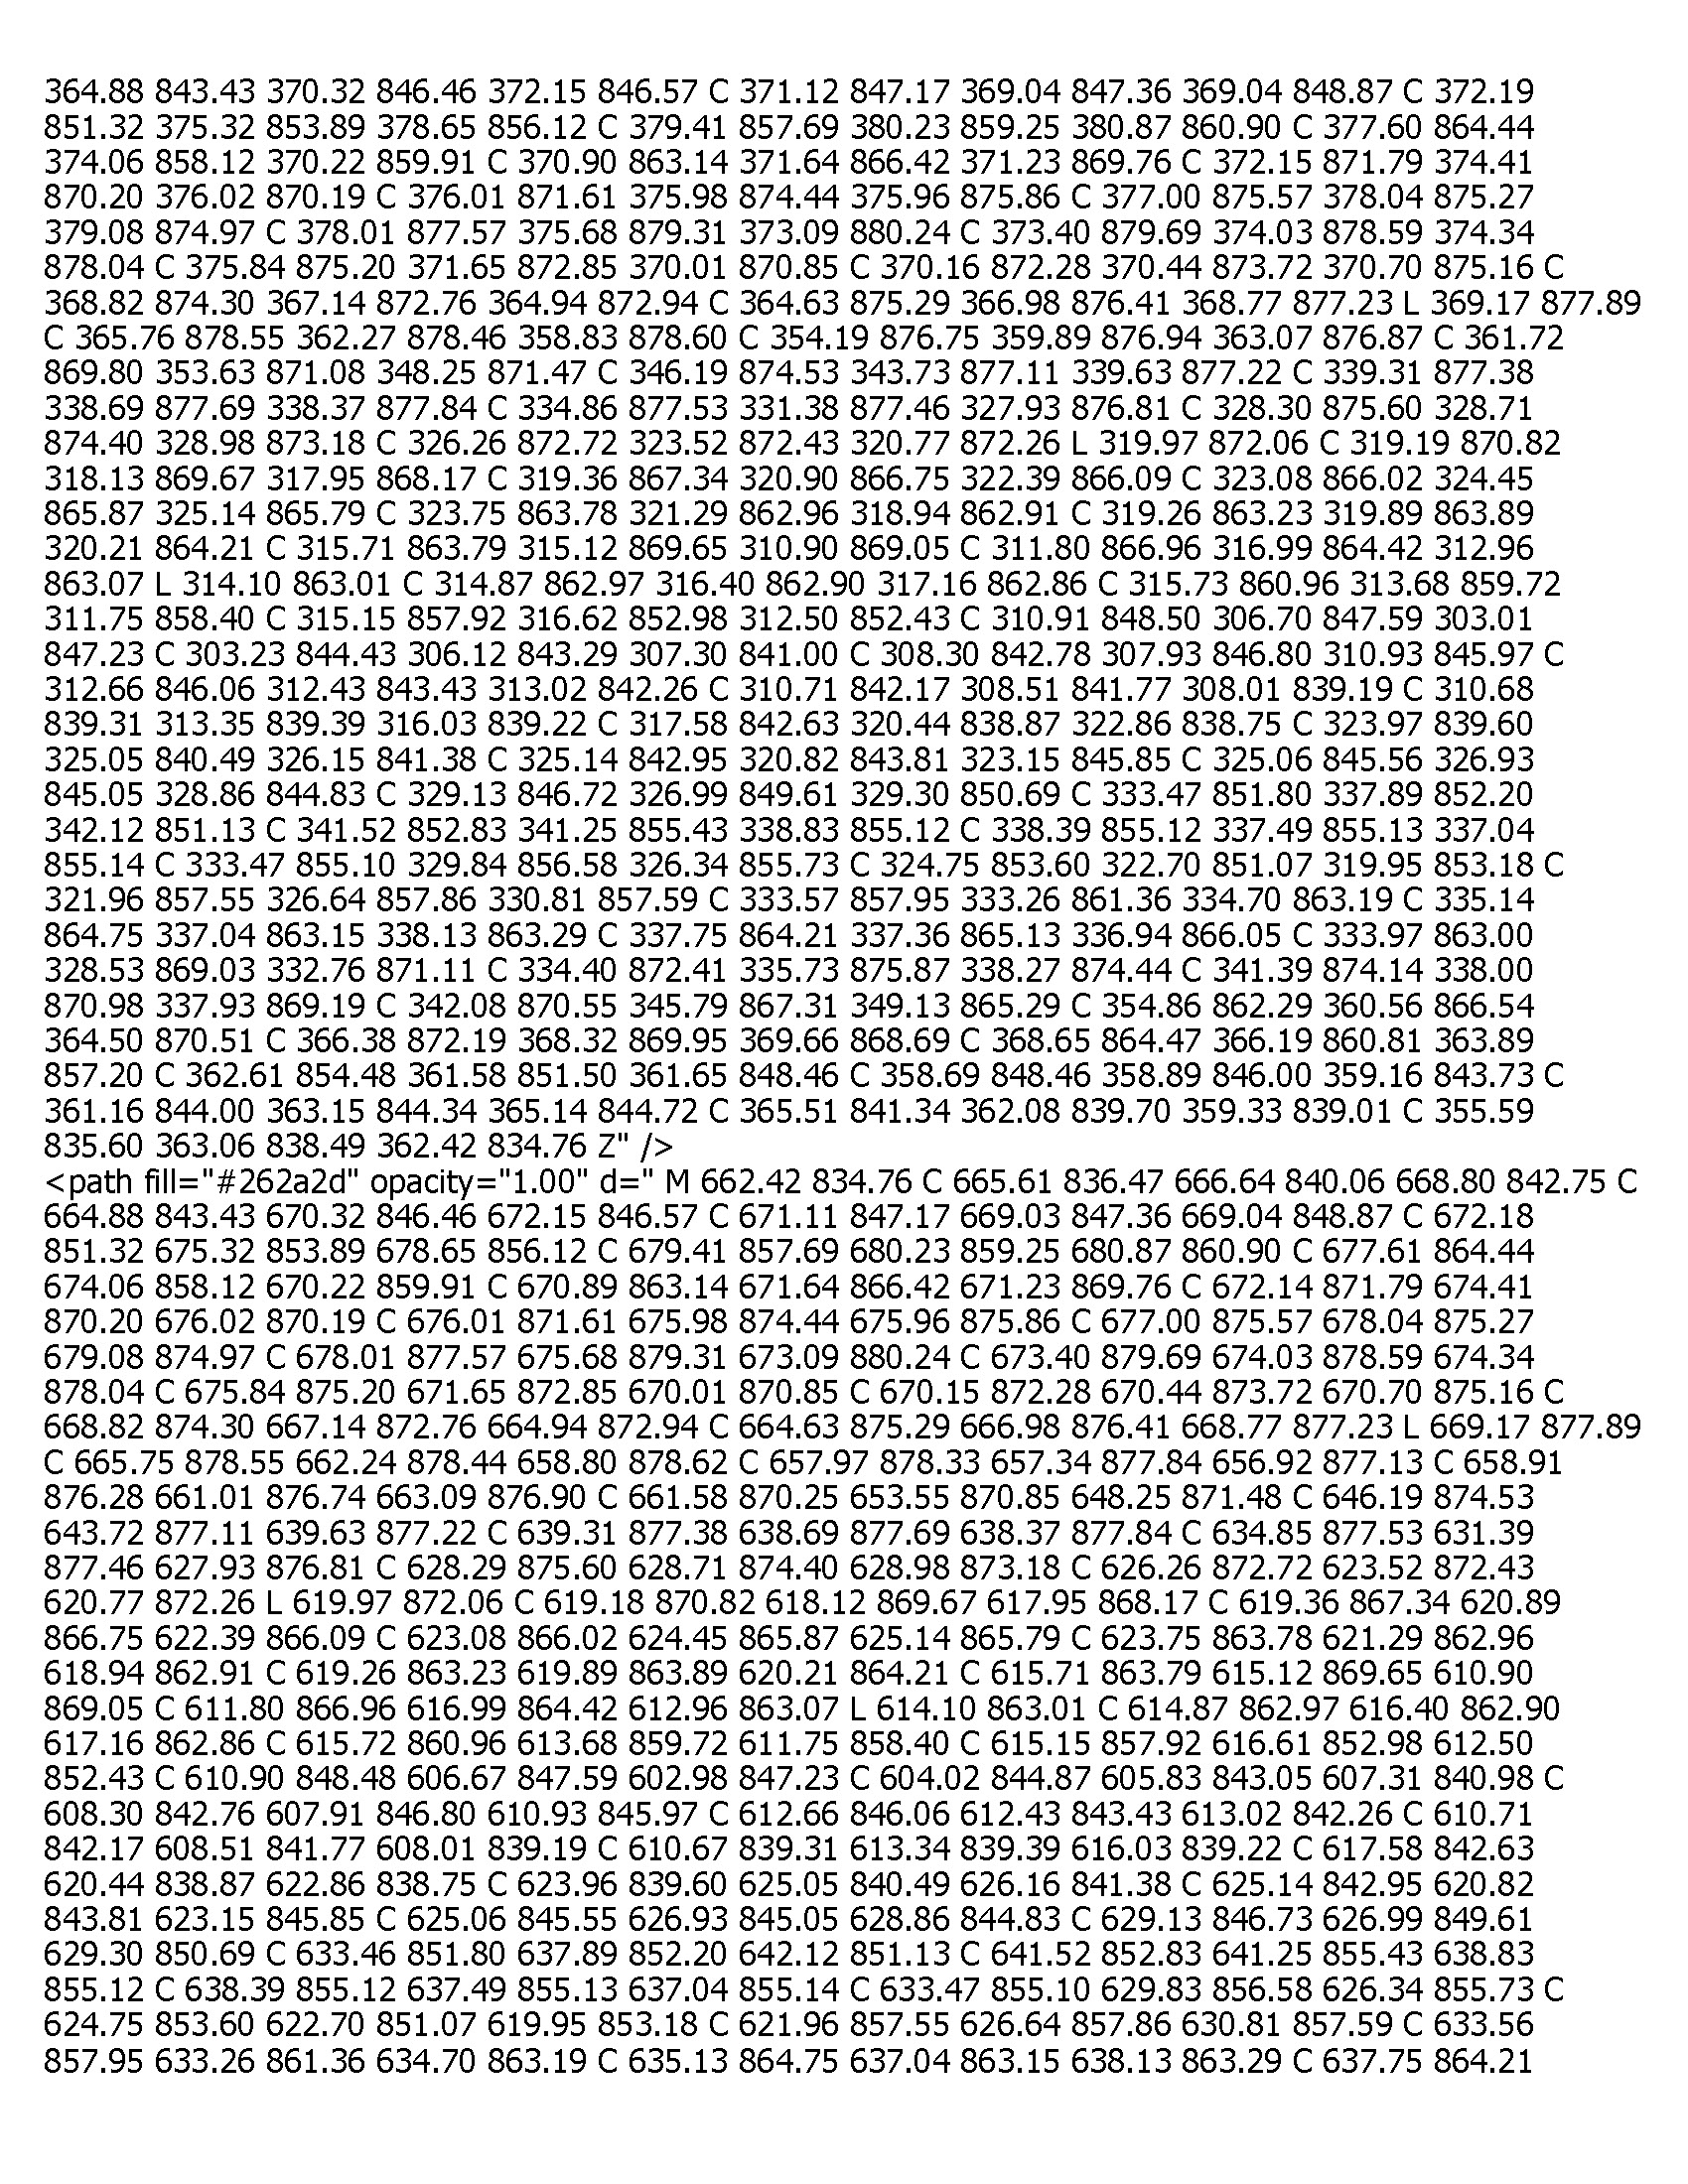 364.88 843.43 370.32 846.46 372.15 846.57 C 371.12 847.17 369.04 847.36 369.04 848.87 C 372.19
851.32 375.32 853.89 378.65 856.12 C 379.41 857.69 380.23 859.25 380.87 860.90 C 377.60 864.44
374.06 858.12 370.22 859.91 C 370.90 863.14 371.64 866.42 371.23 869.76 C 372.15 871.79 374.41
870.20 376.02 870.19 C 376.01 871.61 375.98 874.44 375.96 875.86 C 377.00 875.57 378.04 875.27
379.08 874.97 C 378.01 877.57 375.68 879.31 373.09 880.24 C 373.40 879.69 374.03 878.59 374.34
878.04 C 375.84 875.20 371.65 872.85 370.01 870.85 C 370.16 872.28 370.44 873.72 370.70 875.16 C
368.82 874.30 367.14 872.76 364.94 872.94 C 364.63 875.29 366.98 876.41 368.77 877.23 L 369.17 877.89
C 365.76 878.55 362.27 878.46 358.83 878.60 C 354.19 876.75 359.89 876.94 363.07 876.87 C 361.72
869.80 353.63 871.08 348.25 871.47 C 346.19 874.53 343.73 877.11 339.63 877.22 C 339.31 877.38
338.69 877.69 338.37 877.84 C 334.86 877.53 331.38 877.46 327.93 876.81 C 328.30 875.60 328.71
874.40 328.98 873.18 C 326.26 872.72 323.52 872.43 320.77 872.26 L 319.97 872.06 C 319.19 870.82
318.13 869.67 317.95 868.17 C 319.36 867.34 320.90 866.75 322.39 866.09 C 323.08 866.02 324.45
865.87 325.14 865.79 C 323.75 863.78 321.29 862.96 318.94 862.91 C 319.26 863.23 319.89 863.89
320.21 864.21 C 315.71 863.79 315.12 869.65 310.90 869.05 C 311.80 866.96 316.99 864.42 312.96
863.07 L 314.10 863.01 C 314.87 862.97 316.40 862.90 317.16 862.86 C 315.73 860.96 313.68 859.72
311.75 858.40 C 315.15 857.92 316.62 852.98 312.50 852.43 C 310.91 848.50 306.70 847.59 303.01
847.23 C 303.23 844.43 306.12 843.29 307.30 841.00 C 308.30 842.78 307.93 846.80 310.93 845.97 C
312.66 846.06 312.43 843.43 313.02 842.26 C 310.71 842.17 308.51 841.77 308.01 839.19 C 310.68
839.31 313.35 839.39 316.03 839.22 C 317.58 842.63 320.44 838.87 322.86 838.75 C 323.97 839.60
325.05 840.49 326.15 841.38 C 325.14 842.95 320.82 843.81 323.15 845.85 C 325.06 845.56 326.93
845.05 328.86 844.83 C 329.13 846.72 326.99 849.61 329.30 850.69 C 333.47 851.80 337.89 852.20
342.12 851.13 C 341.52 852.83 341.25 855.43 338.83 855.12 C 338.39 855.12 337.49 855.13 337.04
855.14 C 333.47 855.10 329.84 856.58 326.34 855.73 C 324.75 853.60 322.70 851.07 319.95 853.18 C
321.96 857.55 326.64 857.86 330.81 857.59 C 333.57 857.95 333.26 861.36 334.70 863.19 C 335.14
864.75 337.04 863.15 338.13 863.29 C 337.75 864.21 337.36 865.13 336.94 866.05 C 333.97 863.00
328.53 869.03 332.76 871.11 C 334.40 872.41 335.73 875.87 338.27 874.44 C 341.39 874.14 338.00
870.98 337.93 869.19 C 342.08 870.55 345.79 867.31 349.13 865.29 C 354.86 862.29 360.56 866.54
364.50 870.51 C 366.38 872.19 368.32 869.95 369.66 868.69 C 368.65 864.47 366.19 860.81 363.89
857.20 C 362.61 854.48 361.58 851.50 361.65 848.46 C 358.69 848.46 358.89 846.00 359.16 843.73 C
361.16 844.00 363.15 844.34 365.14 844.72 C 365.51 841.34 362.08 839.70 359.33 839.01 C 355.59
835.60 363.06 838.49 362.42 834.76 Z" />
<path fill="#262a2d" opacity="1.00" d=" M 662.42 834.76 C 665.61 836.47 666.64 840.06 668.80 842.75 C
664.88 843.43 670.32 846.46 672.15 846.57 C 671.11 847.17 669.03 847.36 669.04 848.87 C 672.18
851.32 675.32 853.89 678.65 856.12 C 679.41 857.69 680.23 859.25 680.87 860.90 C 677.61 864.44
674.06 858.12 670.22 859.91 C 670.89 863.14 671.64 866.42 671.23 869.76 C 672.14 871.79 674.41
870.20 676.02 870.19 C 676.01 871.61 675.98 874.44 675.96 875.86 C 677.00 875.57 678.04 875.27
679.08 874.97 C 678.01 877.57 675.68 879.31 673.09 880.24 C 673.40 879.69 674.03 878.59 674.34
878.04 C 675.84 875.20 671.65 872.85 670.01 870.85 C 670.15 872.28 670.44 873.72 670.70 875.16 C
668.82 874.30 667.14 872.76 664.94 872.94 C 664.63 875.29 666.98 876.41 668.77 877.23 L 669.17 877.89
C 665.75 878.55 662.24 878.44 658.80 878.62 C 657.97 878.33 657.34 877.84 656.92 877.13 C 658.91
876.28 661.01 876.74 663.09 876.90 C 661.58 870.25 653.55 870.85 648.25 871.48 C 646.19 874.53
643.72 877.11 639.63 877.22 C 639.31 877.38 638.69 877.69 638.37 877.84 C 634.85 877.53 631.39
877.46 627.93 876.81 C 628.29 875.60 628.71 874.40 628.98 873.18 C 626.26 872.72 623.52 872.43
620.77 872.26 L 619.97 872.06 C 619.18 870.82 618.12 869.67 617.95 868.17 C 619.36 867.34 620.89
866.75 622.39 866.09 C 623.08 866.02 624.45 865.87 625.14 865.79 C 623.75 863.78 621.29 862.96
618.94 862.91 C 619.26 863.23 619.89 863.89 620.21 864.21 C 615.71 863.79 615.12 869.65 610.90
869.05 C 611.80 866.96 616.99 864.42 612.96 863.07 L 614.10 863.01 C 614.87 862.97 616.40 862.90
617.16 862.86 C 615.72 860.96 613.68 859.72 611.75 858.40 C 615.15 857.92 616.61 852.98 612.50
852.43 C 610.90 848.48 606.67 847.59 602.98 847.23 C 604.02 844.87 605.83 843.05 607.31 840.98 C
608.30 842.76 607.91 846.80 610.93 845.97 C 612.66 846.06 612.43 843.43 613.02 842.26 C 610.71
842.17 608.51 841.77 608.01 839.19 C 610.67 839.31 613.34 839.39 616.03 839.22 C 617.58 842.63
620.44 838.87 622.86 838.75 C 623.96 839.60 625.05 840.49 626.16 841.38 C 625.14 842.95 620.82
843.81 623.15 845.85 C 625.06 845.55 626.93 845.05 628.86 844.83 C 629.13 846.73 626.99 849.61
629.30 850.69 C 633.46 851.80 637.89 852.20 642.12 851.13 C 641.52 852.83 641.25 855.43 638.83
855.12 C 638.39 855.12 637.49 855.13 637.04 855.14 C 633.47 855.10 629.83 856.58 626.34 855.73 C
624.75 853.60 622.70 851.07 619.95 853.18 C 621.96 857.55 626.64 857.86 630.81 857.59 C 633.56
857.95 633.26 861.36 634.70 863.19 C 635.13 864.75 637.04 863.15 638.13 863.29 C 637.75 864.21